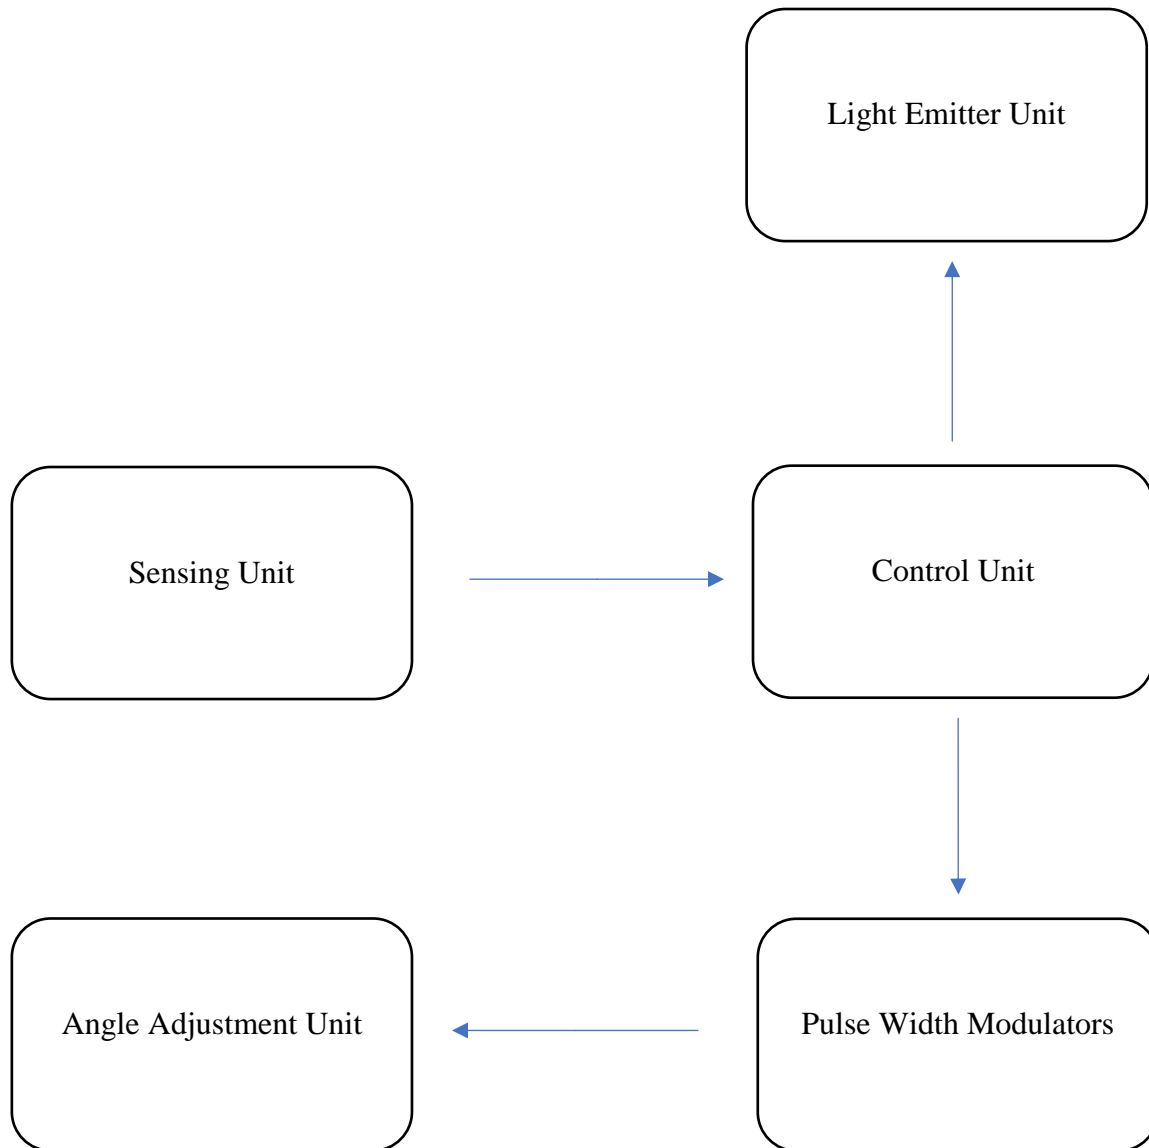 Light Emitter Unit
Sensing Unit
Control Unit
Angle Adjustment Unit
Pulse Width Modulators